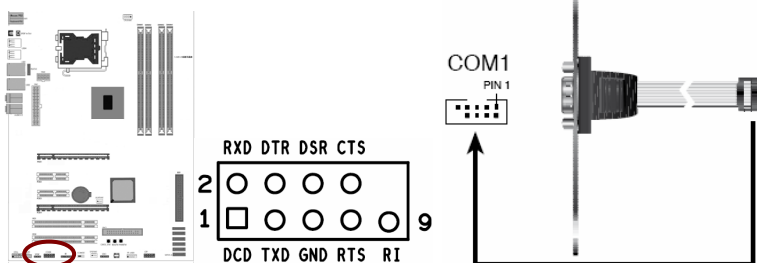 COM1
PIN 1
RXD DTR DSR CTS
2
1
9
DCD TXD GND RTS RI